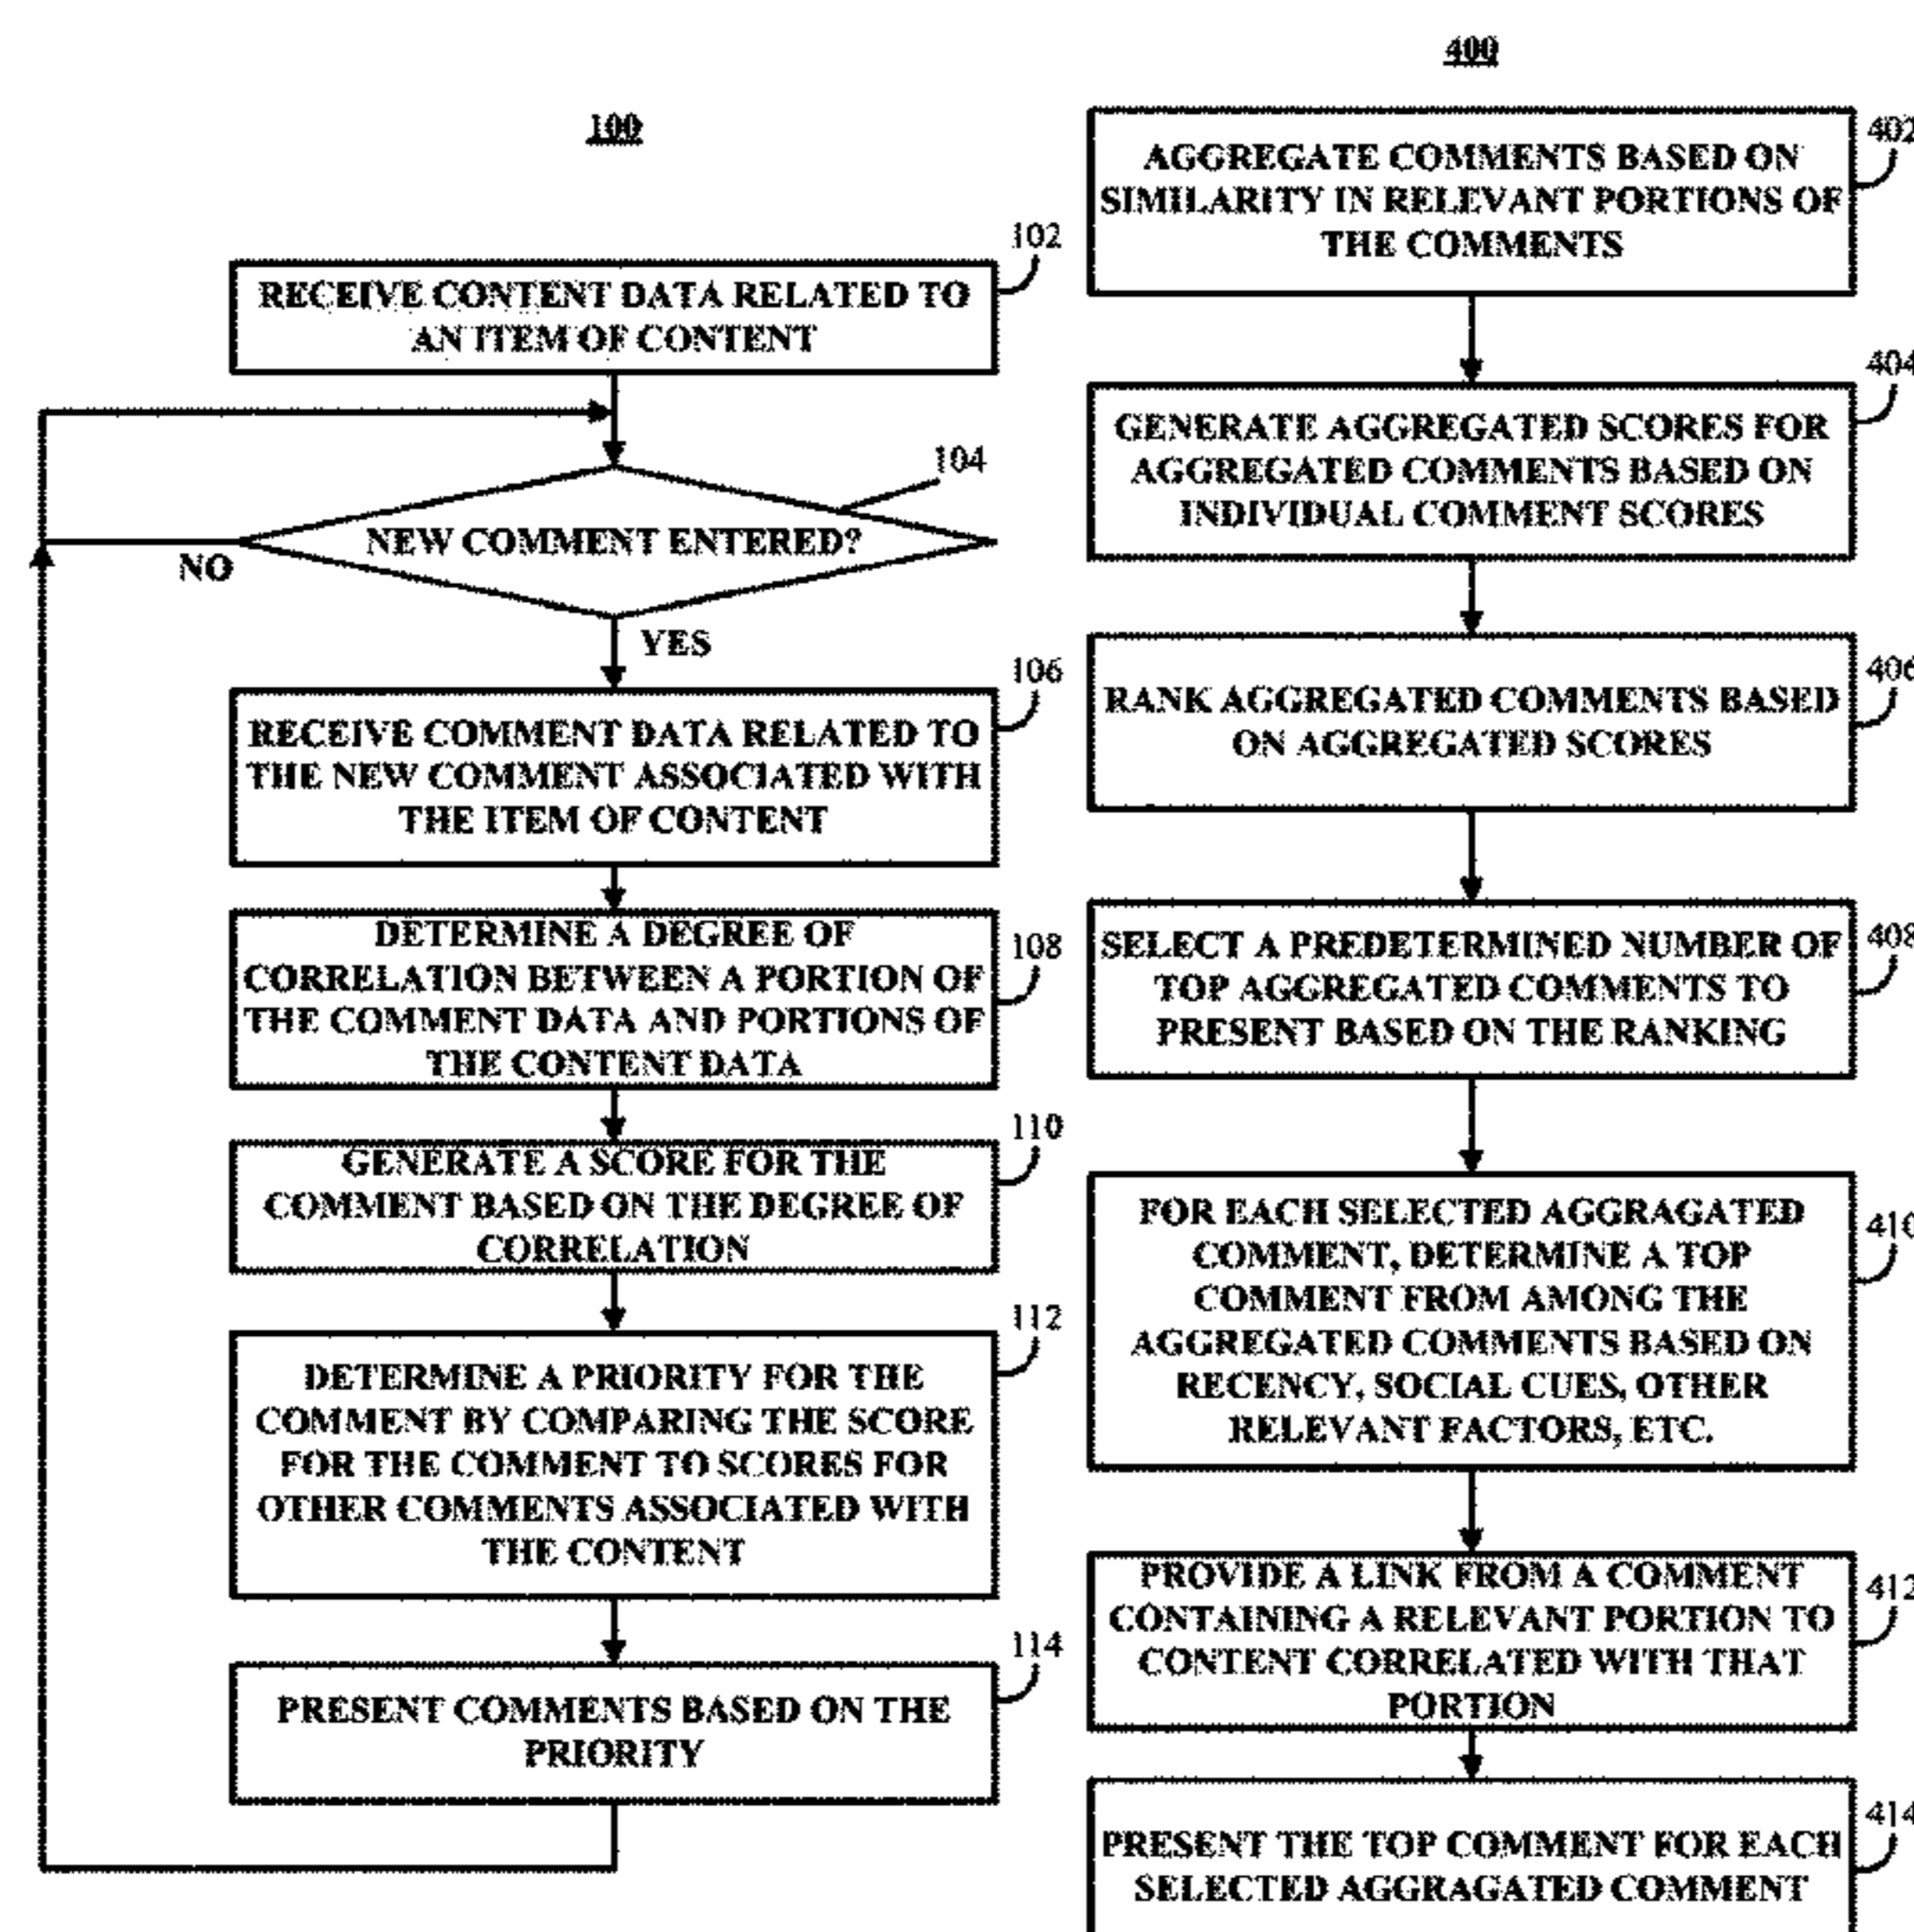 100
102
RECEIVE CONTENT DATA RELATED TO
AN ITEM OF CONTENT
104
NEW COMMENT ENTERED?
NO
YES
106
RECEIVE COMMENT DATA RELATED TO
THE NEW COMMENT ASSOCIATED WITH
THE ITEM OF CONTENT
108
DETERMINE A DEGREE OF
CORRELATION BETWEEN A PORTION OF
THE COMMENT DATA AND PORTIONS OF
THE CONTENT DATA
110
GENERATE A SCORE FOR THE
COMMENT BASED ON THE DEGREE OF
CORRELATION
112
DETERMINE A PRIORITY FOR THE
COMMENT BY COMPARING THE SCORE
FOR THE COMMENT TO SCORES FOR
OTHER COMMENTS ASSOCIATED WITH
THE CONTENT
114
PRESENT COMMENTS BASED ON THE
PRIORITY
400
402
AGGREGATE COMMENTS BASED ON
SIMILARITY IN RELEVANT PORTIONS OF
THE COMMENTS
404
GENERATE AGGREGATED SCORES FOR
AGGREGATED COMMENTS BASED ON
INDIVIDUAL COMMENT SCORES
406
RANK AGGREGATED COMMENTS BASED
ON AGGREGATED SCORES
408
SELECT A PREDETERMINED NUMBER OF
TOP AGGREGATED COMMENTS TO
PRESENT BASED ON THE RANKING
410
FOR EACH SELECTED AGGRAGATED
COMMENT, DETERMINE A TOP
COMMENT FROM AMONG THE
AGGREGATED COMMENTS BASED ON
RECENCY, SOCIAL CUES, OTHER
RELEVANT FACTORS, ETC.
412
PROVIDE A LINK FROM A COMMENT
CONTAINING A RELEVANT PORTION TO
CONTENT CORRELATED WITH THAT
PORTION
414
PRESENT THE TOP COMMENT FOR EACH
SELECTED AGGRAGATED COMMENT